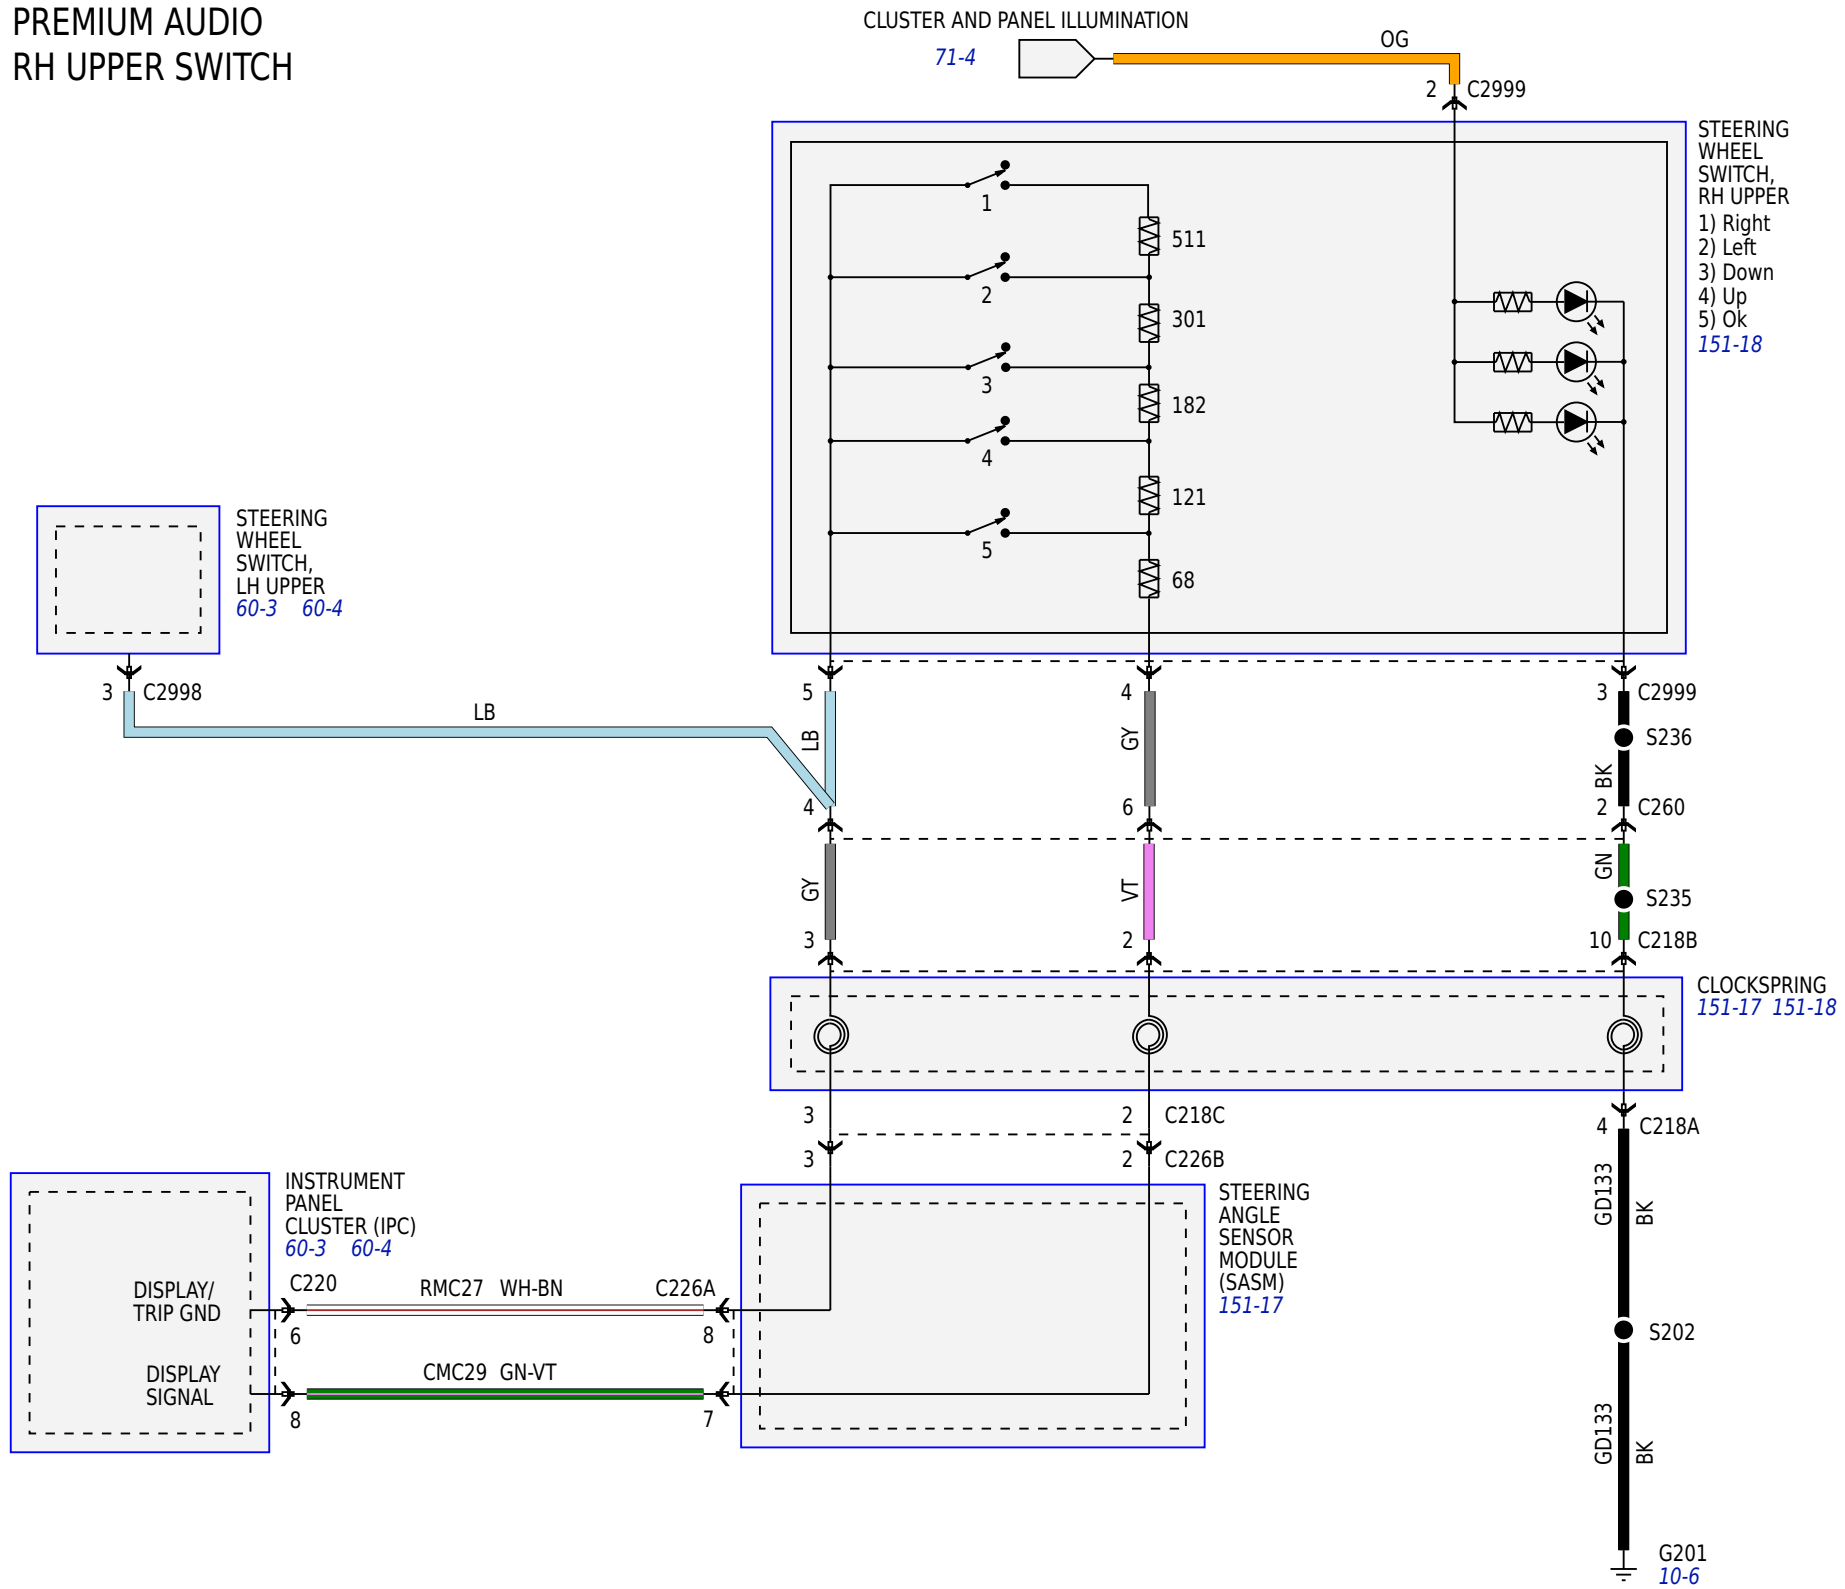 PREMIUM AUDIO
RH UPPER SWITCH
CLUSTER AND PANEL ILLUMINATION
71-4
OG
2 C2999
STEERING
WHEEL
SWITCH,
RH UPPER
1) Right
2) Left
3) Down
4) Up
5) Ok
151-18
1
511
2
301
3
182
4
121
5
68
STEERING
WHEEL
SWITCH,
LH UPPER
60-3 60-4
3 C2998
LB
5
4
3 C2999
LB
GY
S236
BK
4
6
2 C260
GY
VT
GN
S235
3
2
10 C218B
CLOCKSPRING
151-17 151-18
3
2 C218C
4 C218A
3
2 C226B
GD133
BK
INSTRUMENT
PANEL
CLUSTER (IPC)
60-3 60-4
STEERING
ANGLE
SENSOR
MODULE
(SASM)
151-17
DISPLAY/
TRIP GND
C220
RMC27 WH-BN
C226A
6
8
DISPLAY
SIGNAL
CMC29 GN-VT
8
7
S202
GD133
BK
G201
10-6